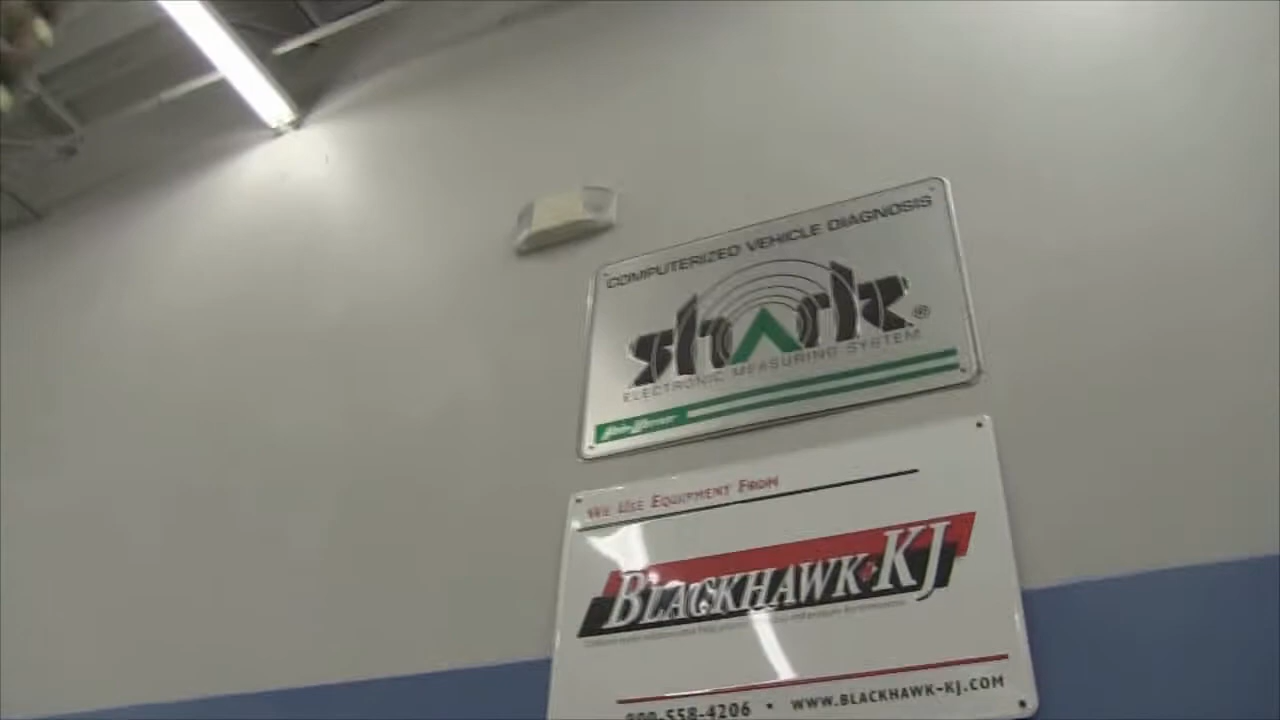 COMPUTERIZED VEHICLE DIAGNOSIS
shark®
ELECTRONIC MEASURING SYSTEM
WE USE EQUIPMENT FROM
BLACKHAWK KJ
800-558-4206 • WWW.BLACKHAWK-KJ.COM